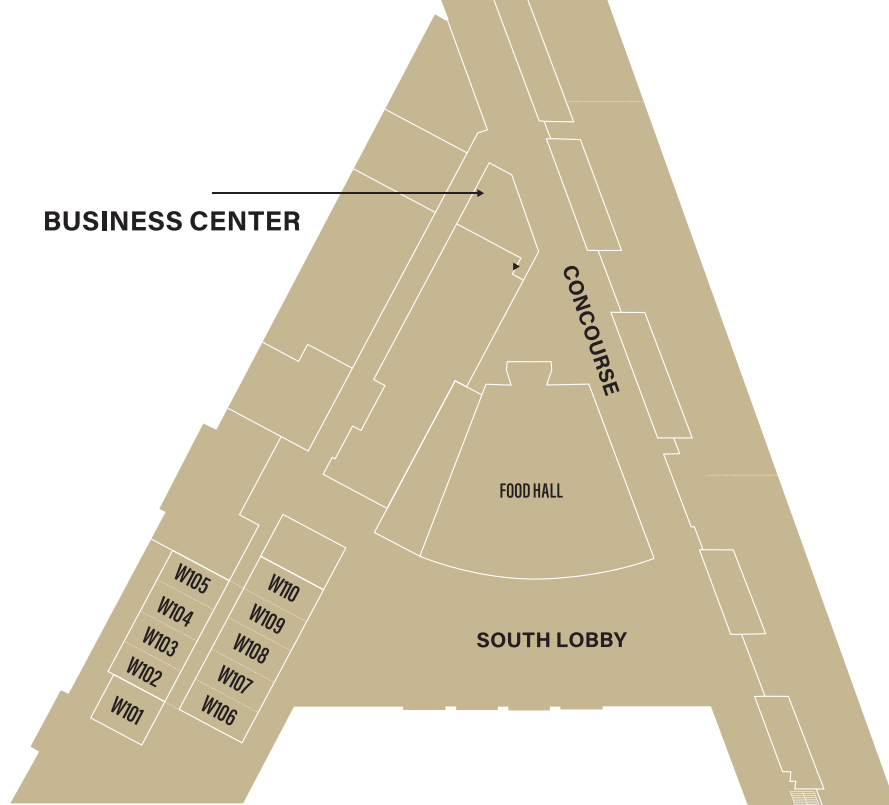 BUSINESS CENTER
CONCOURSE
FOOD HALL
W105
W104
W103
W102
W101
W110
W109
W108
W107
W106
SOUTH LOBBY